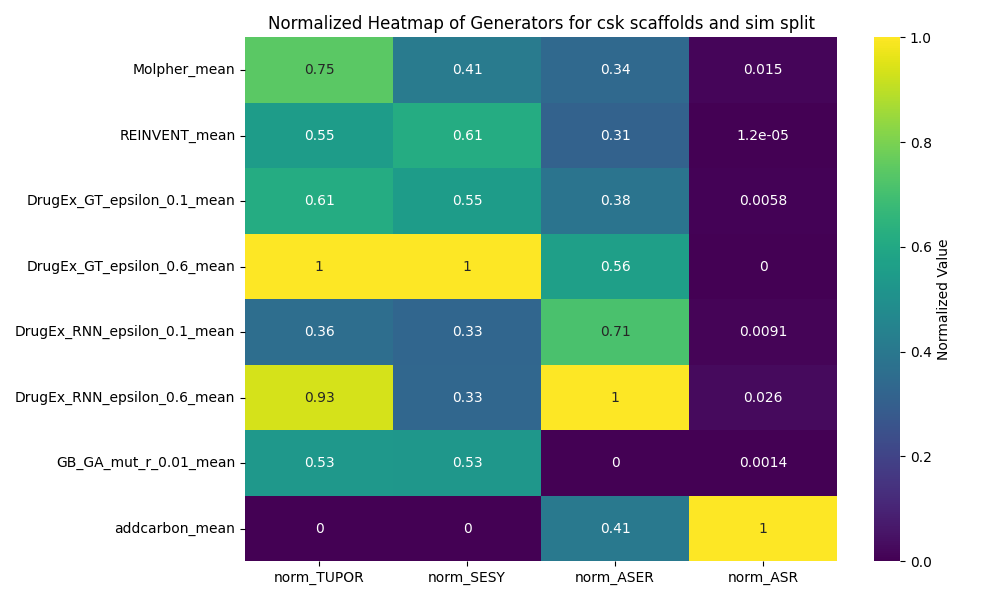 Normalized Heatmap of Generators for csk scaffolds and sim split
Molpher_mean 0.75 0.41 0.34 0.015
REINVENT_mean 0.55 0.61 0.31 1.2e-05
DrugEx_GT_epsilon_0.1_mean 0.61 0.55 0.38 0.0058
DrugEx_GT_epsilon_0.6_mean 1 1 0.56 0
DrugEx_RNN_epsilon_0.1_mean 0.36 0.33 0.71 0.0091
DrugEx_RNN_epsilon_0.6_mean 0.93 0.33 1 0.026
GB_GA_mut_r_0.01_mean 0.53 0.53 0 0.0014
addcarbon_mean 0 0 0.41 1
norm_TUPOR norm_SESY norm_ASER norm_ASR
1.0
0.8
0.6
0.4
0.2
0.0
Normalized Value